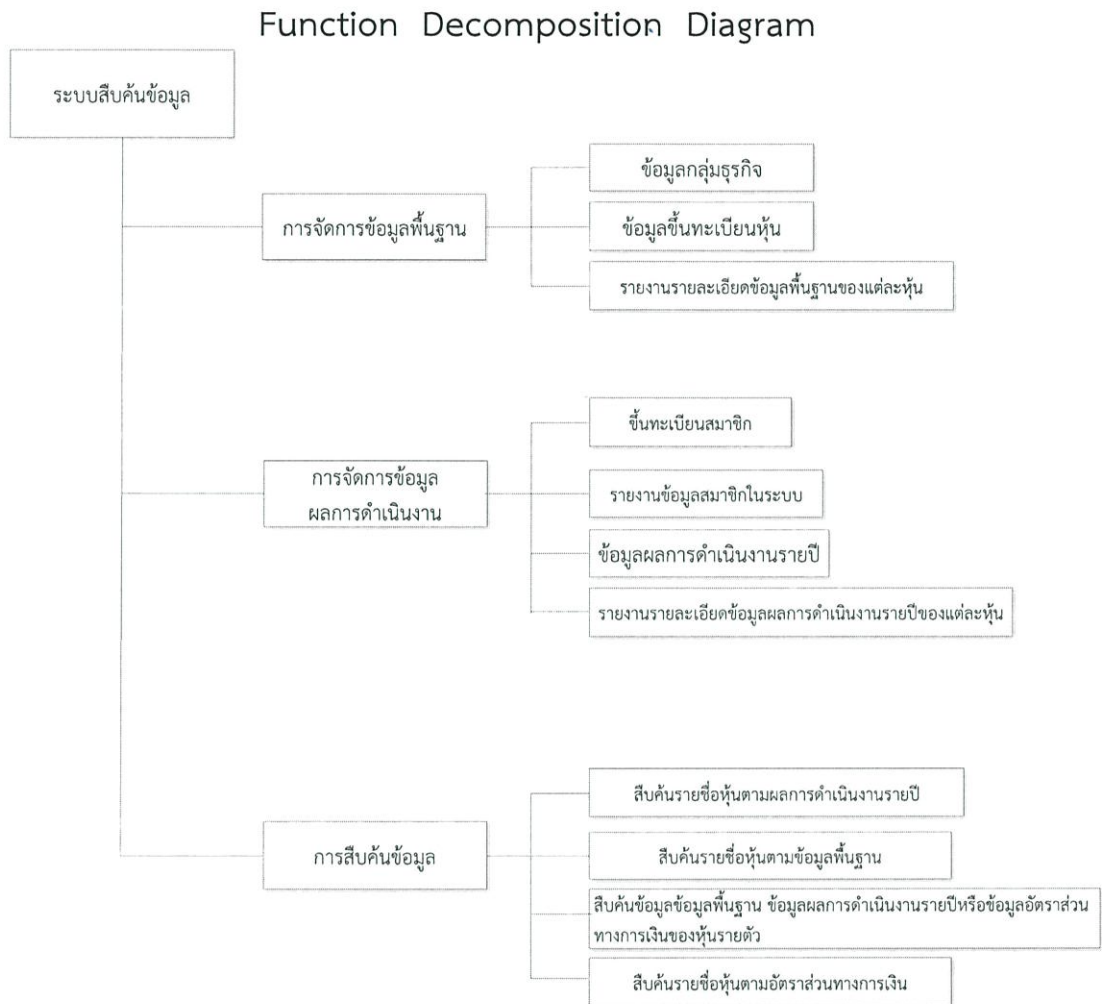 Function Decomposition Diagram
ระบบสืบค้นข้อมูล
การจัดการข้อมูลพื้นฐาน
ข้อมูลกลุ่มธุรกิจ
ข้อมูลขึ้นทะเบียนหุ้น
รายงานรายละเอียดข้อมูลพื้นฐานของแต่ละหุ้น
การจัดการข้อมูล
ผลการดำเนินงาน
ขึ้นทะเบียนสมาชิก
รายงานข้อมูลสมาชิกในระบบ
ข้อมูลผลการดำเนินงานรายปี
รายงานรายละเอียดข้อมูลผลการดำเนินงานรายปีของแต่ละหุ้น
การสืบค้นข้อมูล
สืบค้นรายชื่อหุ้นตามผลการดำเนินงานรายปี
สืบค้นรายชื่อหุ้นตามข้อมูลพื้นฐาน
สืบค้นข้อมูลข้อมูลพื้นฐาน ข้อมูลผลการดำเนินงานรายปีหรือข้อมูลอัตราส่วน
ทางการเงินของหุ้นรายตัว
สืบค้นรายชื่อหุ้นตามอัตราส่วนทางการเงิน